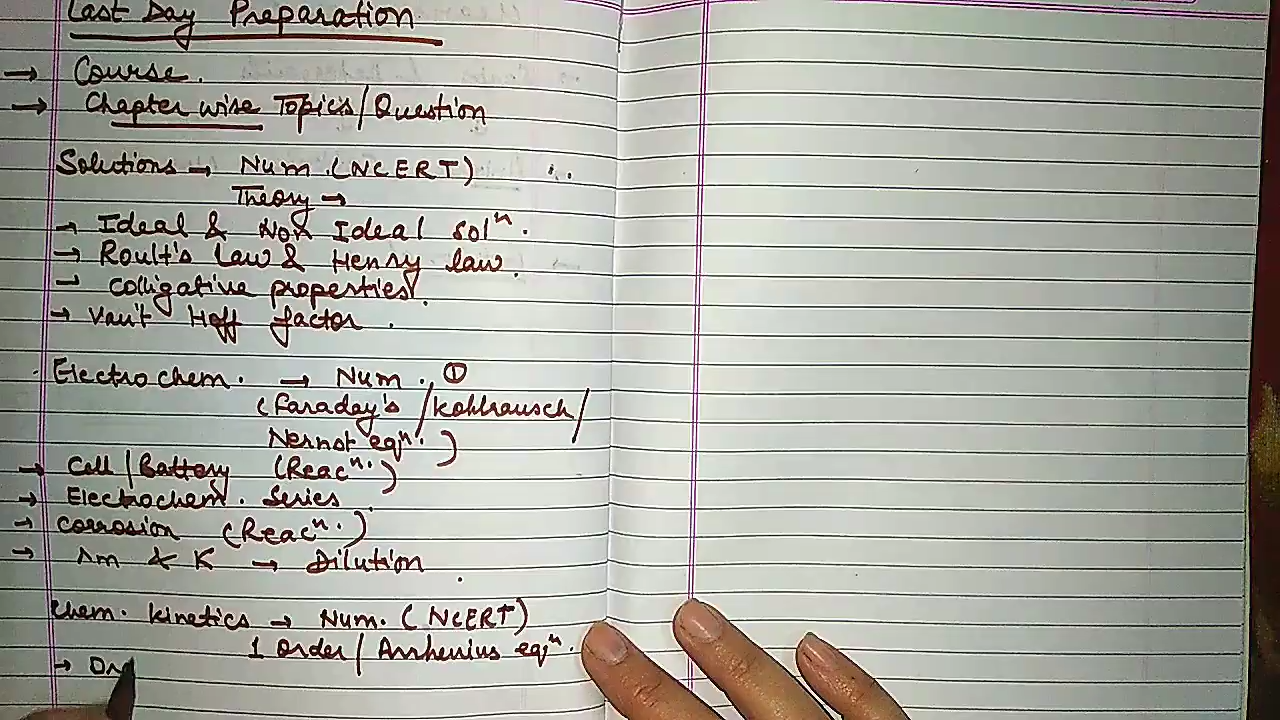 Last Day Preparation
→ Course.
→ Chapter wise Topics/Question
Solutions → Num. (NCERT)
Theory →
→ Ideal & Non Ideal solⁿ.
→ Roult's Law & Henry law.
→ Colligative properties.
→ Van't Hoff factor.
Electrochem. → Num. ①
(Faraday's / Kohlrausch /
Nernst eqⁿ.)
→ Cell / Battery (Reacⁿ.)
→ Electrochem. Series
→ Corrosion (Reacⁿ.)
→ Λm & K → Dilution
Chem. kinetics → Num. (NCERT)
1 Order / Arrhenius eqⁿ.
→ Ord